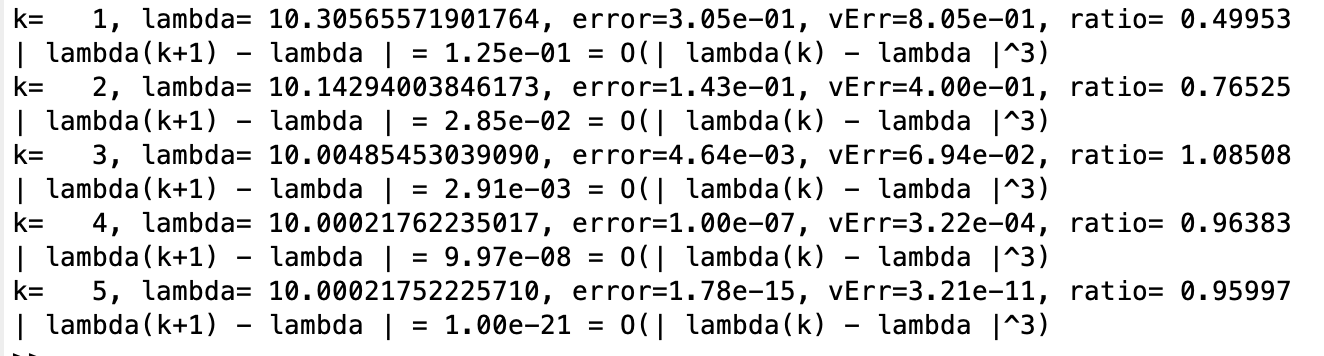 k=   1, lambda= 10.30565571901764, error=3.05e-01, vErr=8.05e-01, ratio= 0.49953
| lambda(k+1) - lambda | = 1.25e-01 = O(| lambda(k) - lambda |^3)
k=   2, lambda= 10.14294003846173, error=1.43e-01, vErr=4.00e-01, ratio= 0.76525
| lambda(k+1) - lambda | = 2.85e-02 = O(| lambda(k) - lambda |^3)
k=   3, lambda= 10.00485453039090, error=4.64e-03, vErr=6.94e-02, ratio= 1.08508
| lambda(k+1) - lambda | = 2.91e-03 = O(| lambda(k) - lambda |^3)
k=   4, lambda= 10.00021762235017, error=1.00e-07, vErr=3.22e-04, ratio= 0.96383
| lambda(k+1) - lambda | = 9.97e-08 = O(| lambda(k) - lambda |^3)
k=   5, lambda= 10.00021752225710, error=1.78e-15, vErr=3.21e-11, ratio= 0.95997
| lambda(k+1) - lambda | = 1.00e-21 = O(| lambda(k) - lambda |^3)